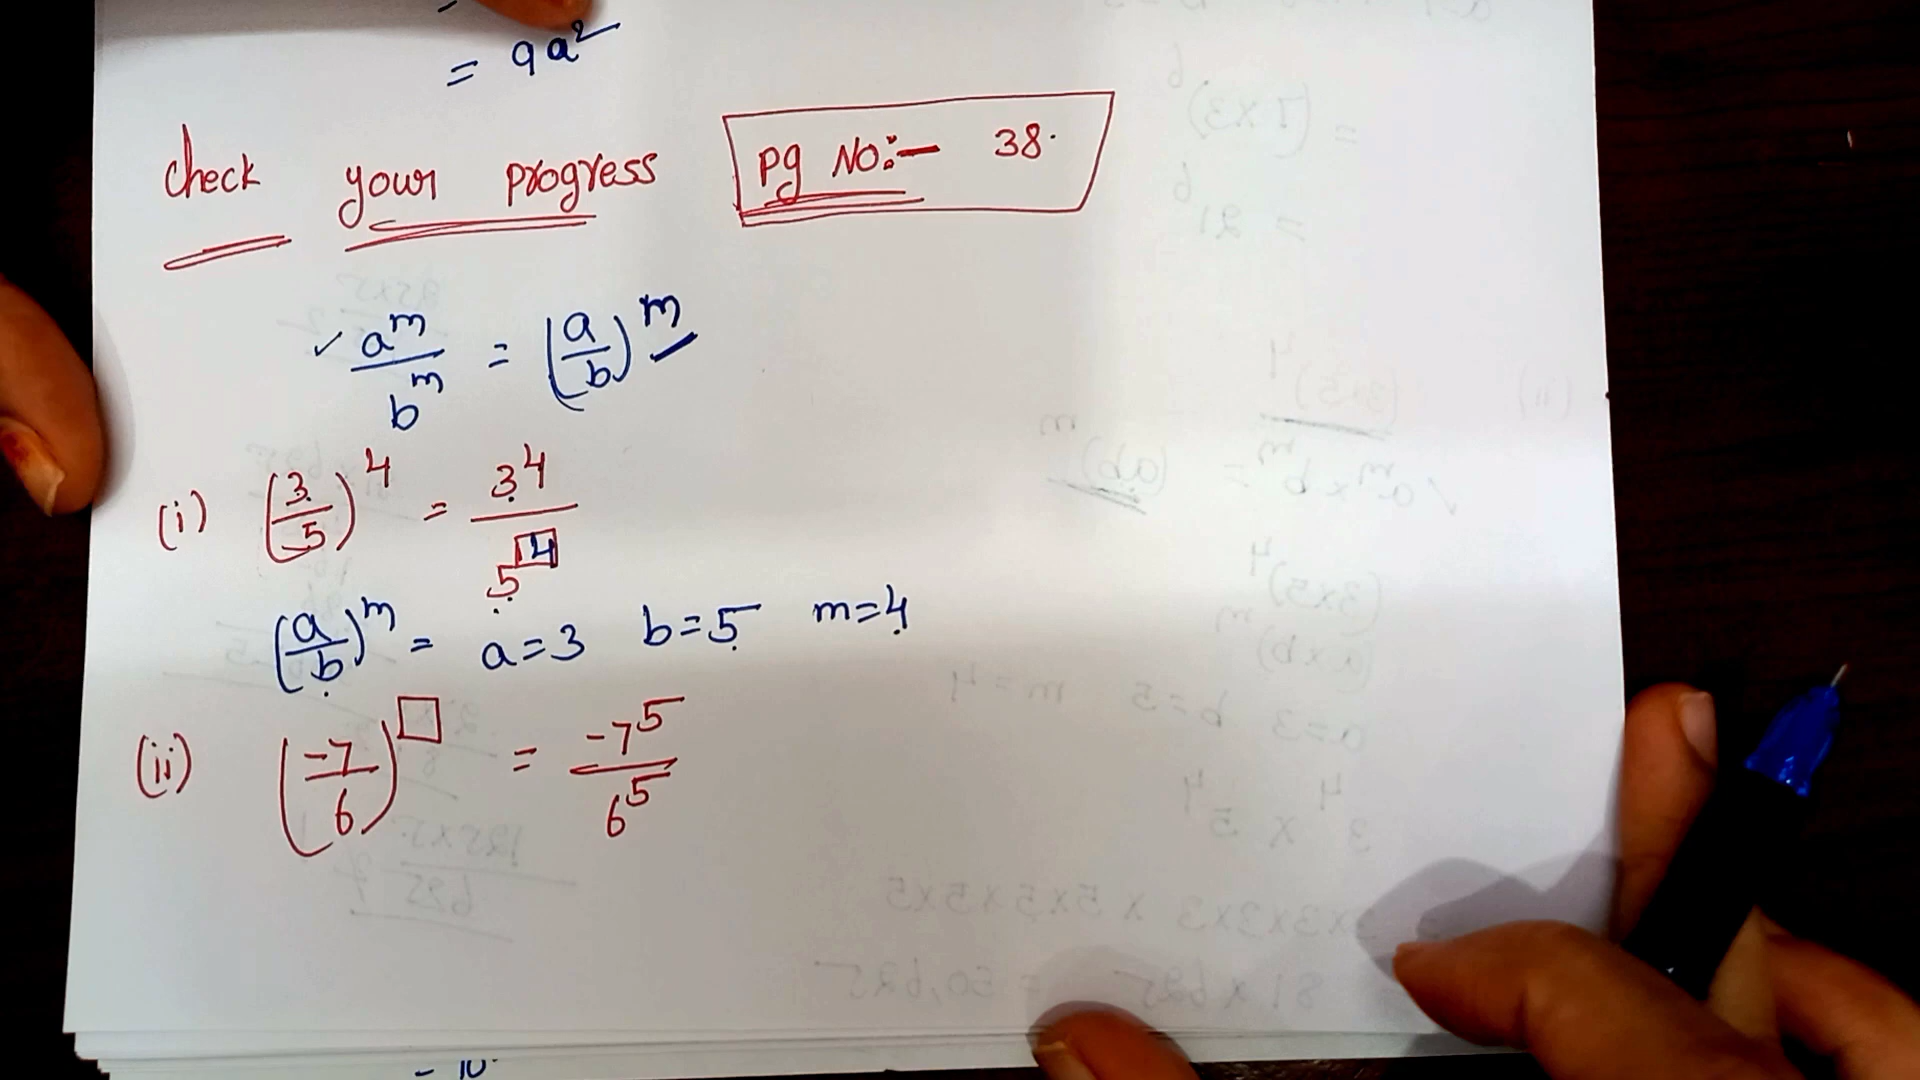 = 9a²
check your progress pg NO:- 38.
✓ a^m/b^m = (a/b)^m
(i) (3/5)^4 = 3^4/5^4
(a/b)^m = a=3 b=5 m=4
(ii) (-7/6)^□ = -7^5/6^5